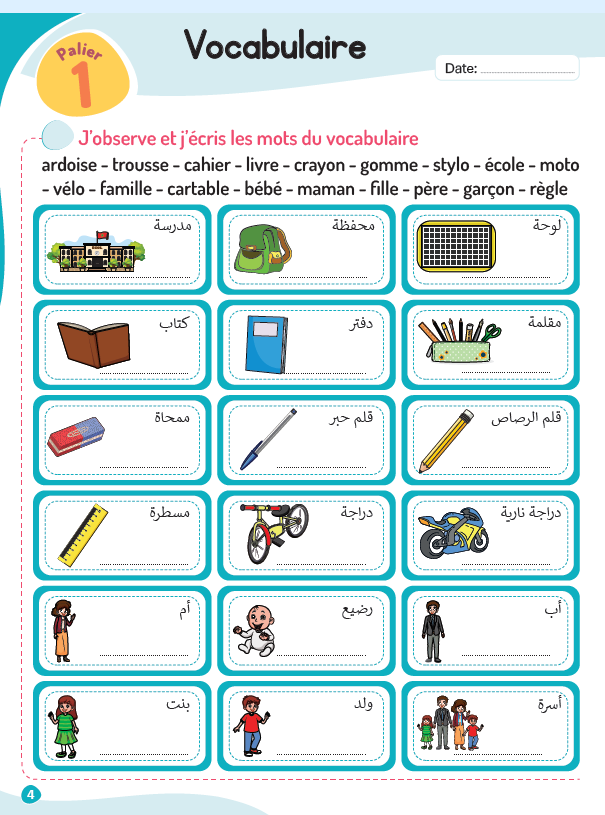 Palier
1
Vocabulaire
Date: ........................
J'observe et j'écris les mots du vocabulaire
ardoise - trousse - cahier - livre - crayon - gomme - stylo - école - moto
- vélo - famille - cartable - bébé - maman - fille - père - garçon - règle
مدرسة
محفظة
لوحة
كتاب
دفتر
مقلمة
ممحاة
قلم حبر
قلم الرصاص
مسطرة
دراجة
دراجة نارية
أم
رضيع
أب
بنت
ولد
أسرة
4